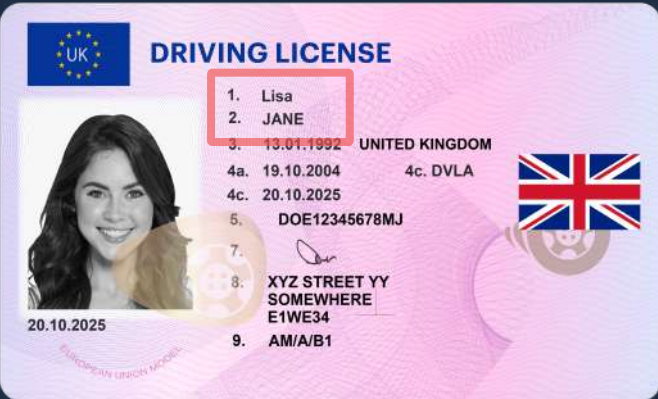 UK
DRIVING LICENSE
1. Lisa
2. JANE
3. 13.01.1992 UNITED KINGDOM
4a. 19.10.2004 4c. DVLA
4c. 20.10.2025
5. DOE12345678MJ
7.
8. XYZ STREET YY
SOMEWHERE
E1WE34
9. AM/A/B1
20.10.2025
EUROPEAN UNION MODEL